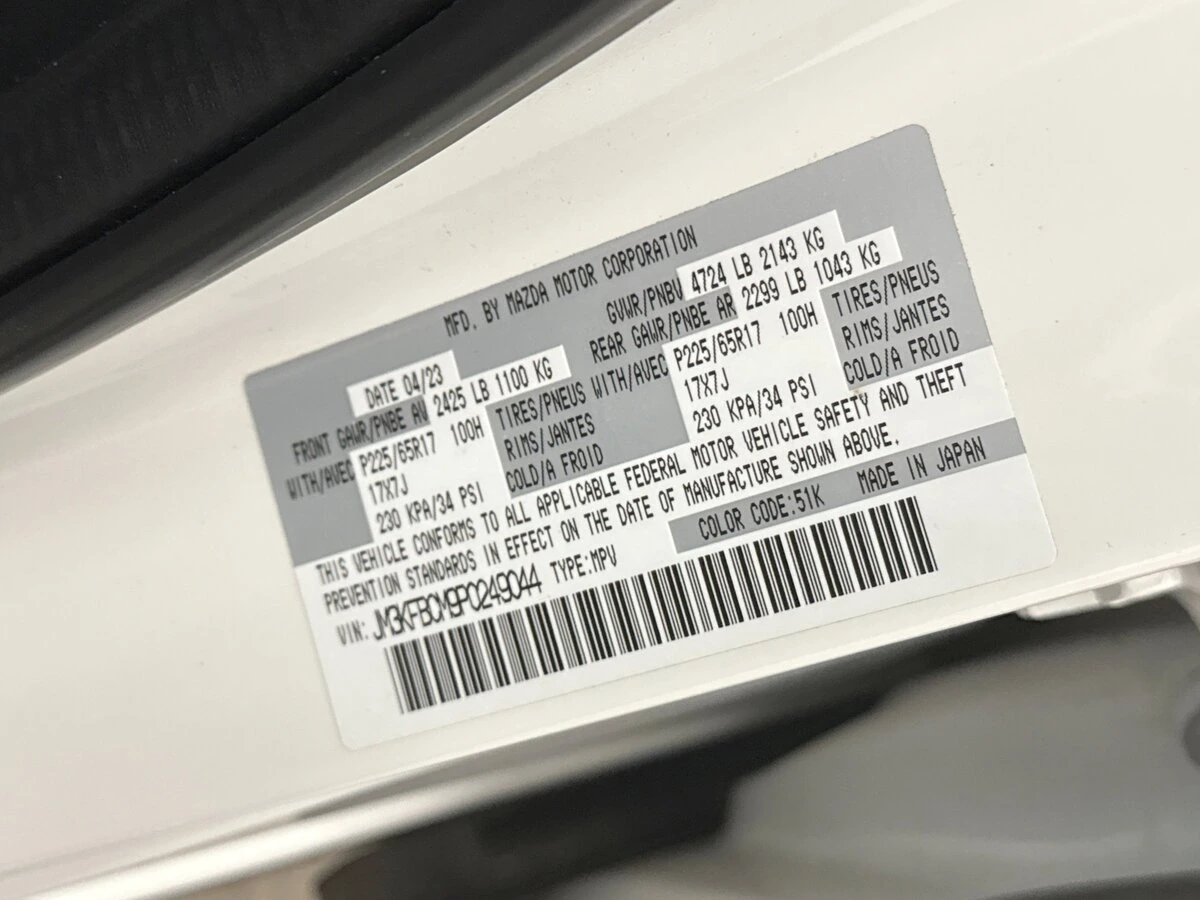 MFD. BY MAZDA MOTOR CORPORATION
DATE 04/23 GVWR/PNBV 4724 LB 2143 KG
FRONT GAWR/PNBE AV 2425 LB 1100 KG REAR GAWR/PNBE AR 2299 LB 1043 KG
WITH/AVEC P225/65R17 100H TIRES/PNEUS WITH/AVEC P225/65R17 100H TIRES/PNEUS
17X7J RIMS/JANTES 17X7J RIMS/JANTES
230 KPA/34 PSI COLD/A FROID 230 KPA/34 PSI COLD/A FROID
THIS VEHICLE CONFORMS TO ALL APPLICABLE FEDERAL MOTOR VEHICLE SAFETY AND THEFT
PREVENTION STANDARDS IN EFFECT ON THE DATE OF MANUFACTURE SHOWN ABOVE.
VIN: JM3KFBCM9P0249044 TYPE:MPV COLOR CODE:51K MADE IN JAPAN